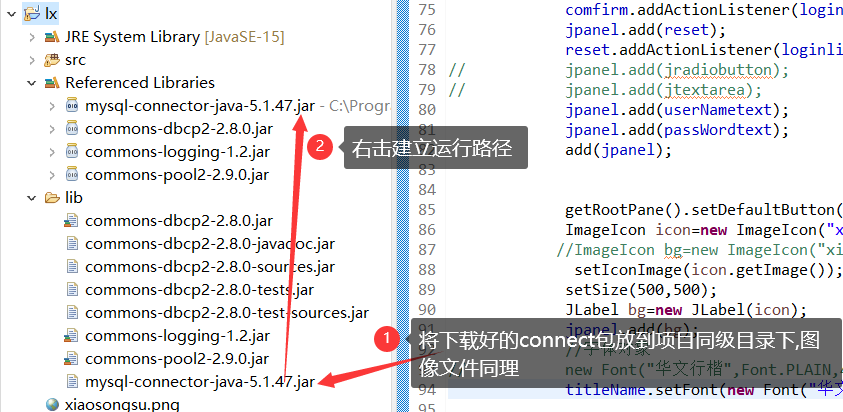 lx
JRE System Library [JavaSE-15]
src
Referenced Libraries
mysql-connector-java-5.1.47.jar - C:\Progr
commons-dbcp2-2.8.0.jar
commons-logging-1.2.jar
commons-pool2-2.9.0.jar
lib
commons-dbcp2-2.8.0.jar
commons-dbcp2-2.8.0-javadoc.jar
commons-dbcp2-2.8.0-sources.jar
commons-dbcp2-2.8.0-tests.jar
commons-dbcp2-2.8.0-test-sources.jar
commons-logging-1.2.jar
commons-pool2-2.9.0.jar
mysql-connector-java-5.1.47.jar
xiaosongsu.png
2 右击建立运行路径
1 将下载好的connect包放到项目同级目录下,图
像文件同理
75 comfirm.addActionListener(login
76 jpanel.add(reset);
77 reset.addActionListener(loginli
78 // jpanel.add(jradiobutton);
79 // jpanel.add(jtextarea);
80 jpanel.add(userNametext);
81 jpanel.add(passWordtext);
82 add(jpanel);
83
84
85 getRootPane().setDefaultButton(
86 ImageIcon icon=new ImageIcon("x
87 //ImageIcon bg=new ImageIcon("xi
88 setIconImage(icon.getImage());
89 setSize(500,500);
90 JLabel bg=new JLabel(icon);
91 jpanel.add(bg);
92 //字体对象
new Font("华文行楷",Font.PLAIN,
94 titleName.setFont(new Font("华
95